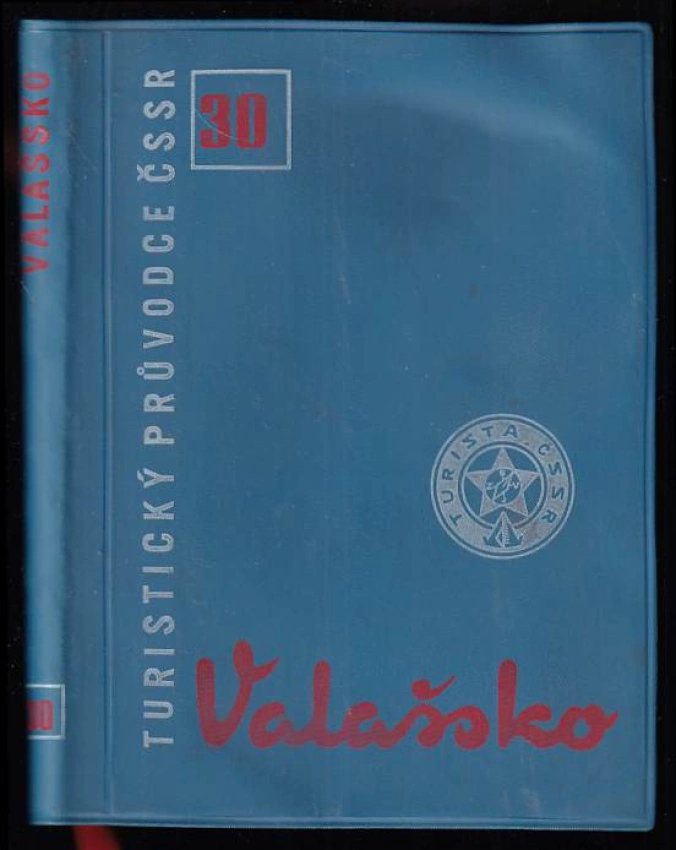 VALAŠSKO
30
TURISTICKÝ PRŮVODCE ČSSR
30
TURISTA ČSSR
Valašsko